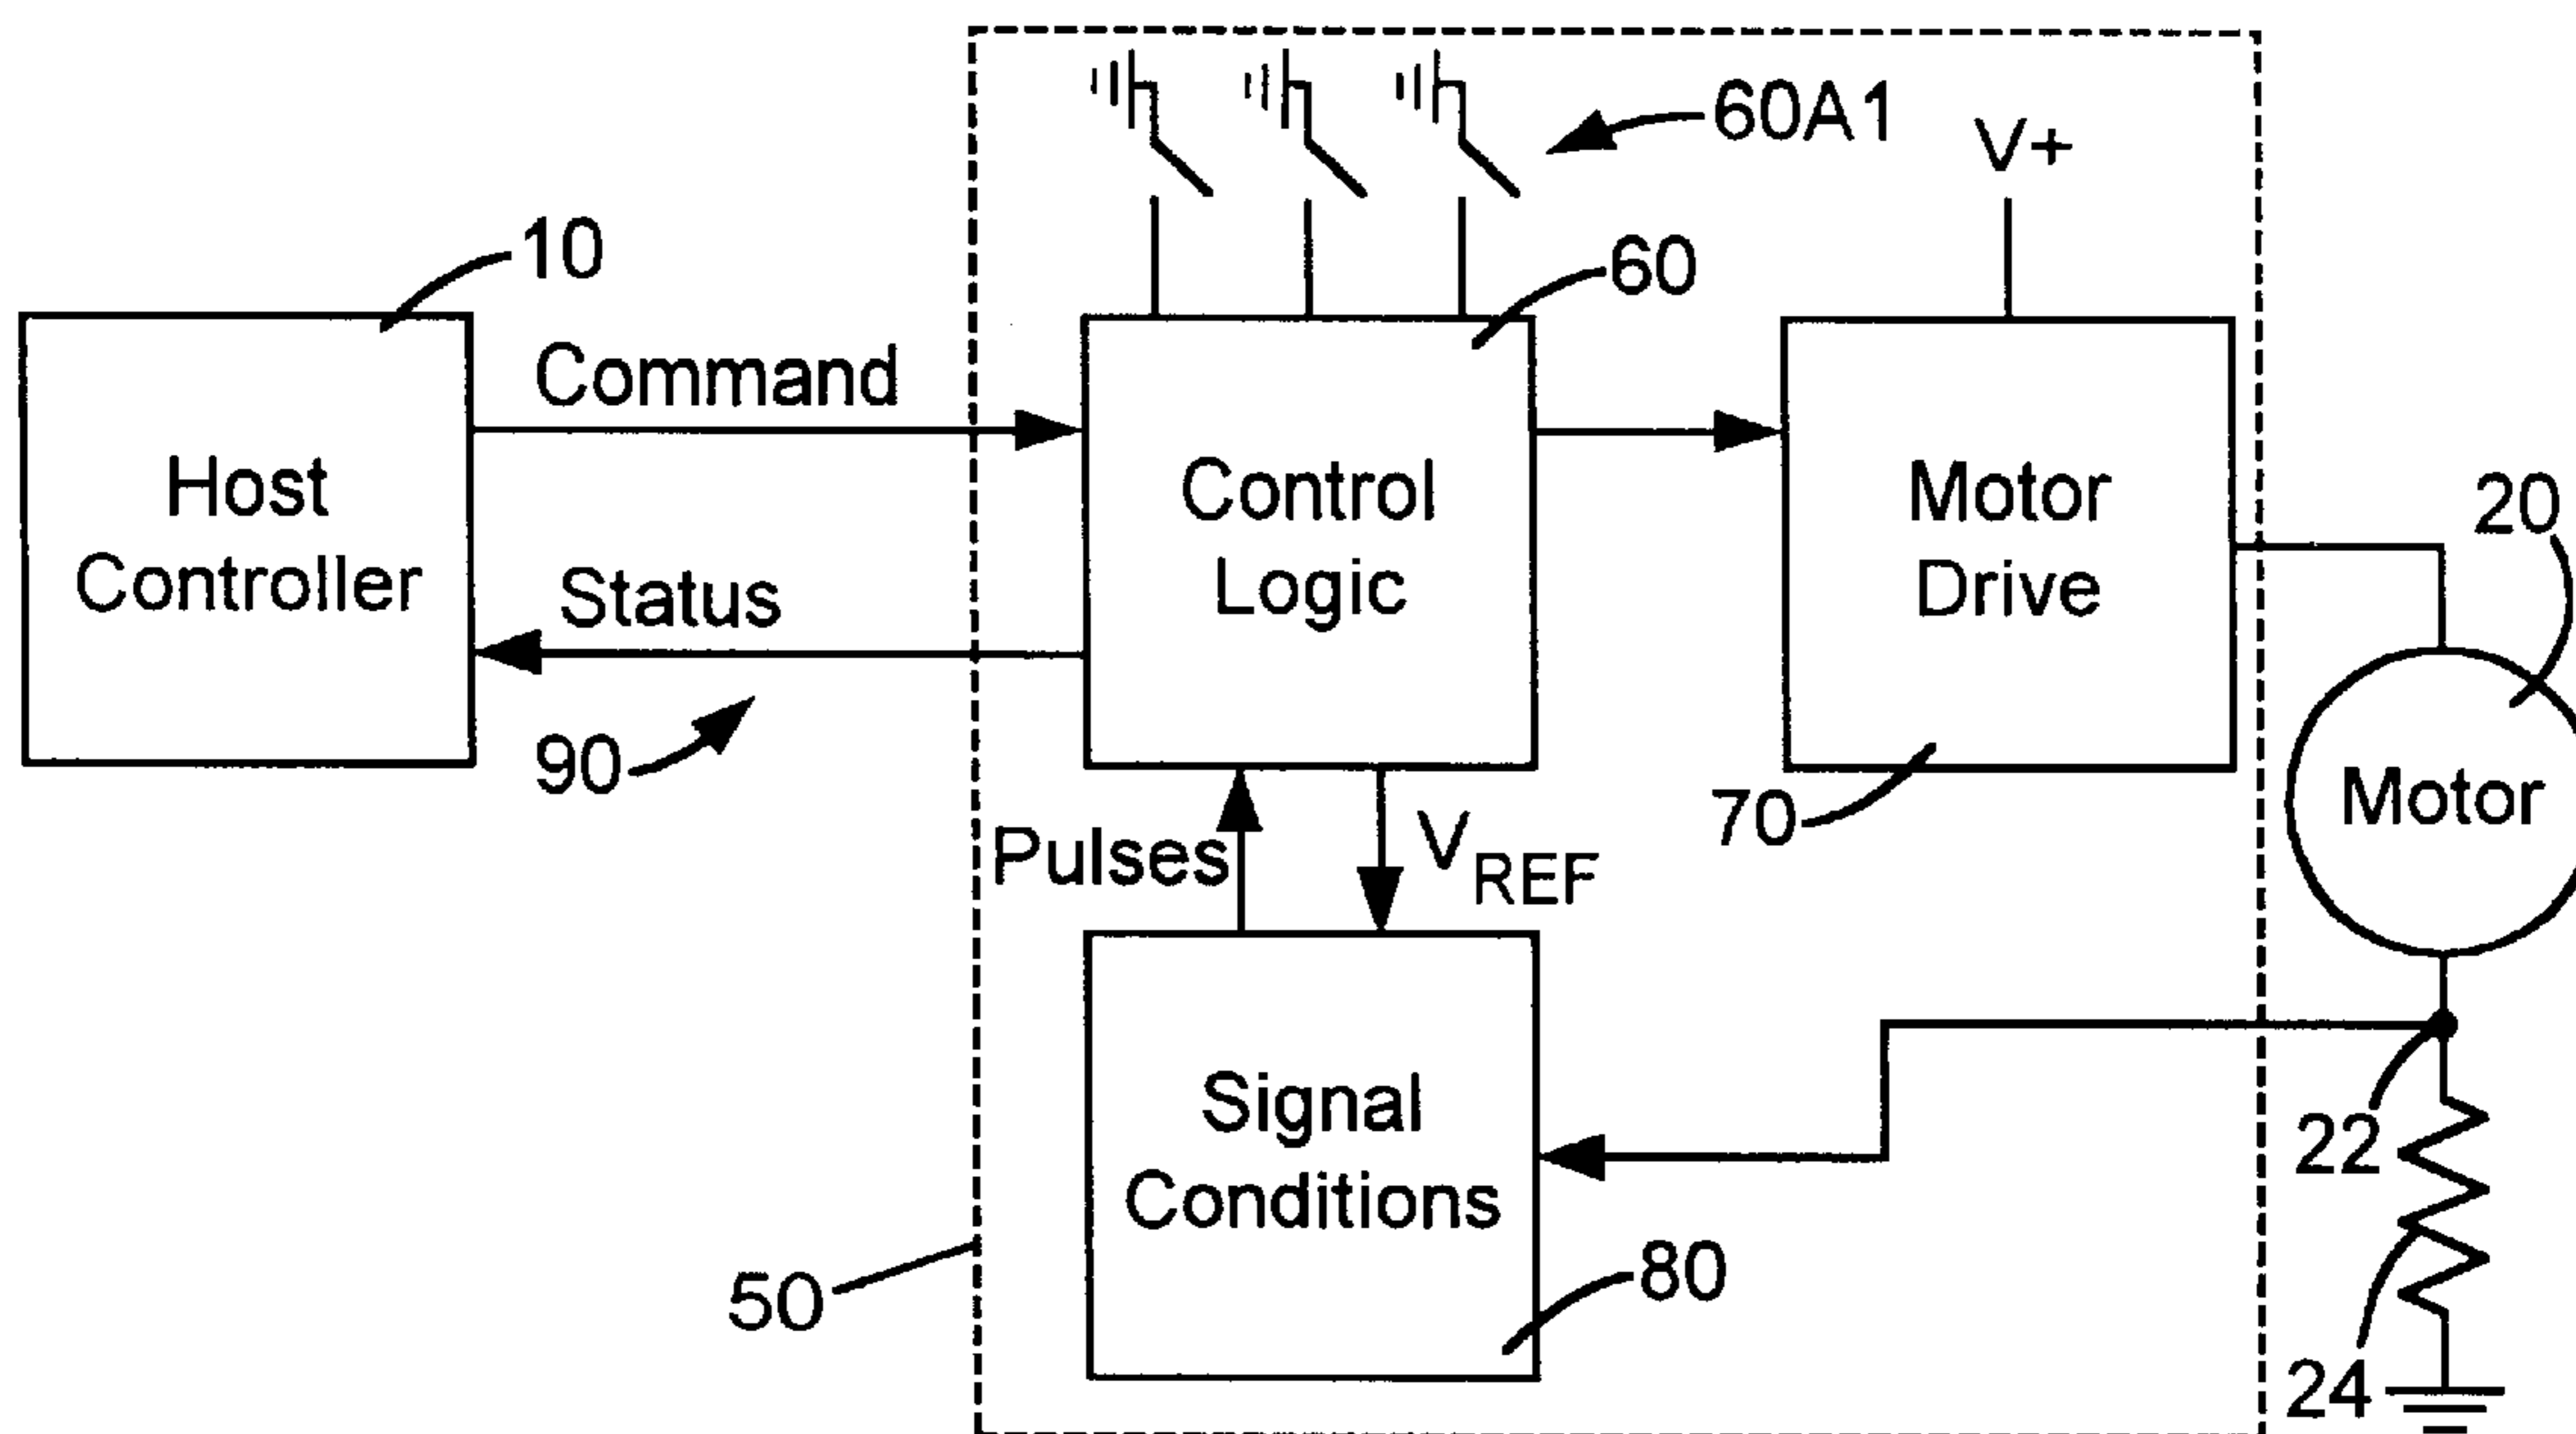 60A1
V+
10
60
Command
Host
Controller
Control
Logic
Motor
Drive
20
Status
90
70
Motor
Pulses
VREF
Signal
Conditions
22
80
50
24